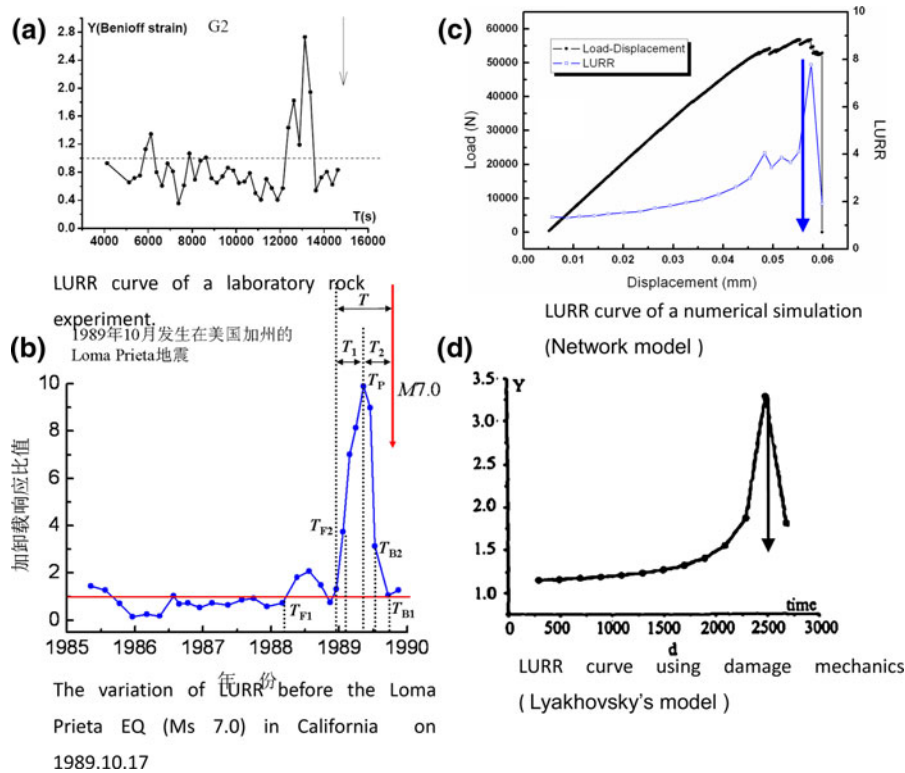 (a)
Y(Benioff strain)
G2
2.8
2.4
2.0
1.6
1.2
0.8
0.4
0.0
T(s)
4000 6000 8000 10000 12000 14000 16000
LURR curve of a laboratory rock
experiment.
(b)
1989年10月发生在美国加州的
Loma Prieta地震
T
T1 T2
TP
M7.0
TF2
TB2
TF1
TB1
加卸载响应比值
10
8
6
4
2
0
1985 1986 1987 1988 1989 1990
年 份
The variation of LURR before the Loma
Prieta EQ (Ms 7.0) in California on
1989.10.17
(c)
Load-Displacement
LURR
Load (N)
60000
50000
40000
30000
20000
10000
0
LURR
10
8
6
4
2
0
0.00 0.01 0.02 0.03 0.04 0.05 0.06
Displacement (mm)
LURR curve of a numerical simulation
(Network model )
(d)
Y
3.5
3.0
2.5
2.0
1.5
1.0
time
0 500 1000 1500 2000 2500 3000
d
LURR curve using damage mechanics
( Lyakhovsky's model )